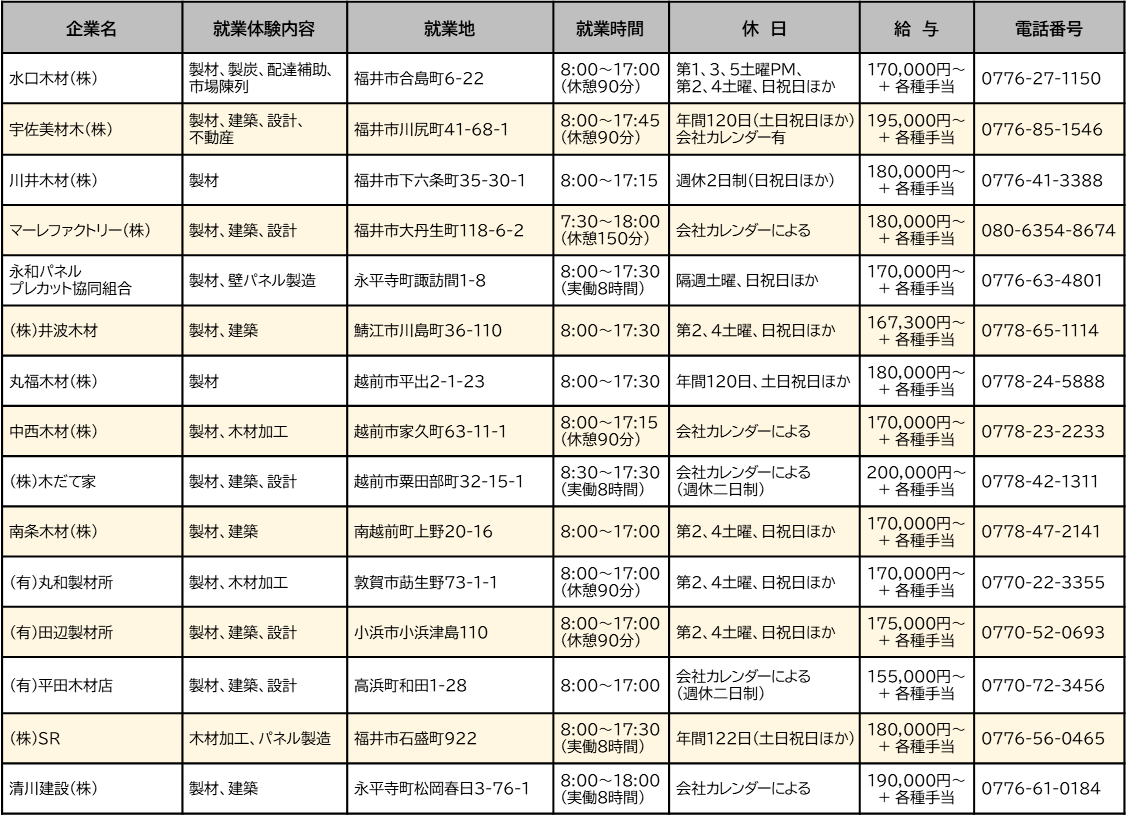 企業名 就業体験内容 就業地 就業時間 休 日 給 与 電話番号
水口木材(株) 製材、製炭、配達補助、 福井市合島町6-22 8:00～17:00 第1、3、5土曜PM、 170,000円～ 0776-27-1150
市場陳列 (休憩90分) 第2、4土曜、日祝日ほか + 各種手当
宇佐美材木(株) 製材、建築、設計、 福井市川尻町41-68-1 8:00～17:45 年間120日(土日祝日ほか) 195,000円～ 0776-85-1546
不動産 (休憩90分) 会社カレンダー有 + 各種手当
川井木材(株) 製材 福井市下六条町35-30-1 8:00～17:15 週休2日制(日祝日ほか) 180,000円～ 0776-41-3388
+ 各種手当
マーレファクトリー(株) 製材、建築、設計 福井市大丹生町118-6-2 7:30～18:00 会社カレンダーによる 180,000円～ 080-6354-8674
(休憩150分) + 各種手当
永和パネル 製材、壁パネル製造 永平寺町諏訪間1-8 8:00～17:30 隔週土曜、日祝日ほか 170,000円～ 0776-63-4801
プレカット協同組合 (実働8時間) + 各種手当
(株)井波木材 製材、建築 鯖江市川島町36-110 8:00～17:30 第2、4土曜、日祝日ほか 167,300円～ 0778-65-1114
+ 各種手当
丸福木材(株) 製材 越前市平出2-1-23 8:00～17:30 年間120日、土日祝日ほか 180,000円～ 0778-24-5888
+ 各種手当
中西木材(株) 製材、木材加工 越前市家久町63-11-1 8:00～17:15 会社カレンダーによる 170,000円～ 0778-23-2233
(休憩90分) + 各種手当
(株)木だて家 製材、建築、設計 越前市粟田部町32-15-1 8:30～17:30 会社カレンダーによる 200,000円～ 0778-42-1311
(実働8時間) (週休二日制) + 各種手当
南条木材(株) 製材、建築 南越前町上野20-16 8:00～17:00 第2、4土曜、日祝日ほか 170,000円～ 0778-47-2141
+ 各種手当
(有)丸和製材所 製材、木材加工 敦賀市莇生野73-1-1 8:00～17:00 第2、4土曜、日祝日ほか 170,000円～ 0770-22-3355
(休憩90分) + 各種手当
(有)田辺製材所 製材、建築、設計 小浜市小浜津島110 8:00～17:00 第2、4土曜、日祝日ほか 175,000円～ 0770-52-0693
(休憩90分) + 各種手当
(有)平田木材店 製材、建築、設計 高浜町和田1-28 8:00～17:00 会社カレンダーによる 155,000円～ 0770-72-3456
(週休二日制) + 各種手当
(株)SR 木材加工、パネル製造 福井市石盛町922 8:00～17:30 年間122日(土日祝日ほか) 180,000円～ 0776-56-0465
(実働8時間) + 各種手当
清川建設(株) 製材、建築 永平寺町松岡春日3-76-1 8:00～18:00 会社カレンダーによる 190,000円～ 0776-61-0184
(実働8時間) + 各種手当